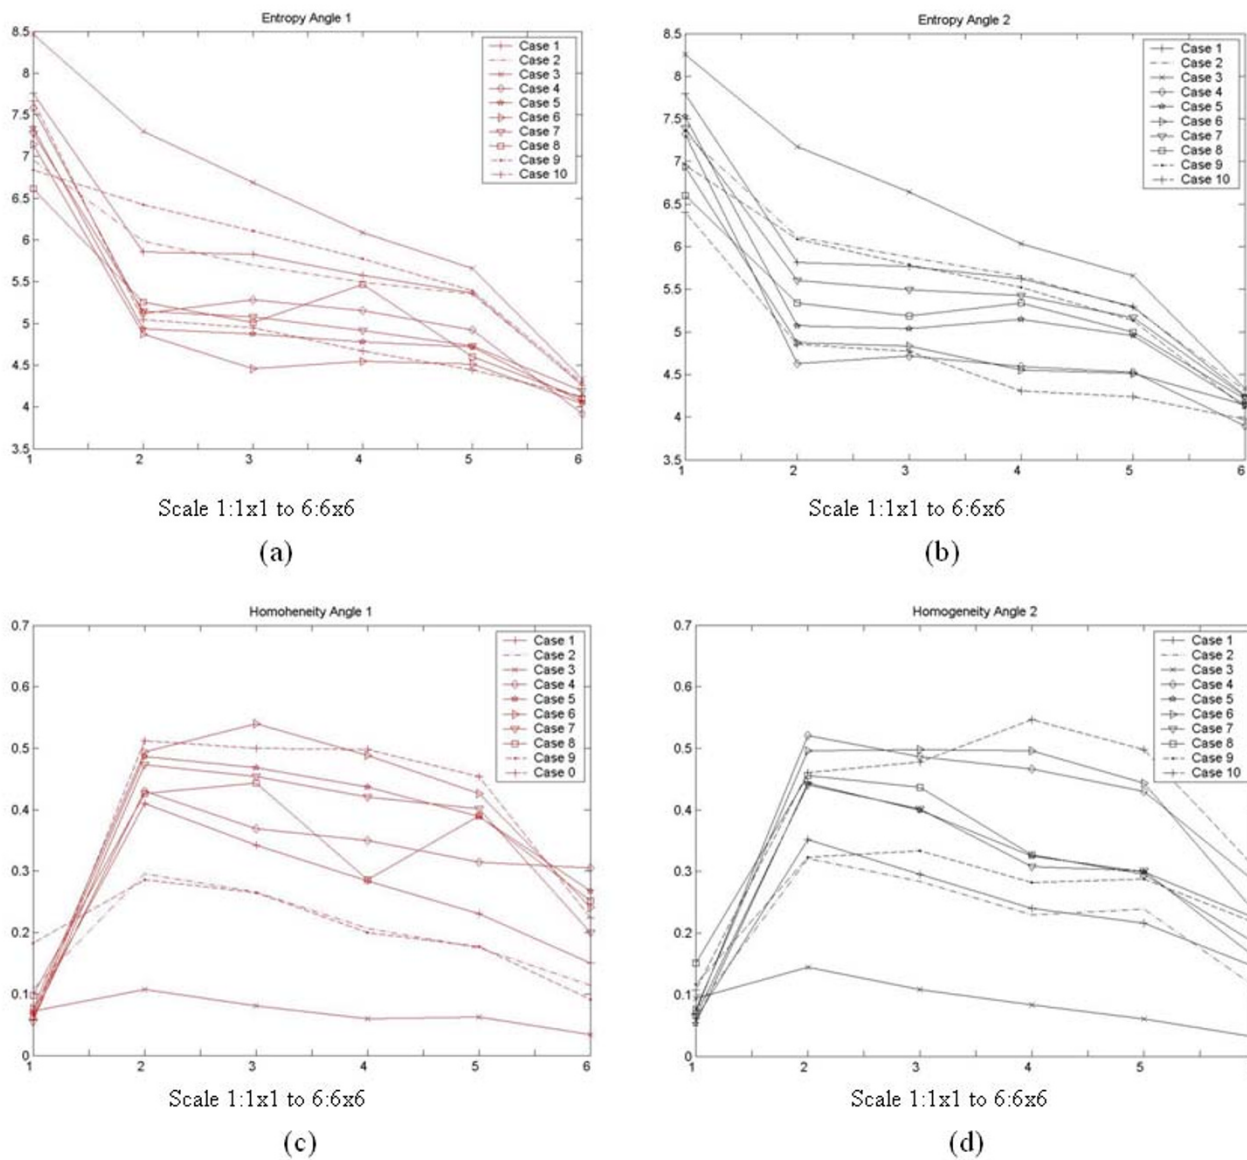 Entropy Angle 1
8.5
8
7.5
7
6.5
6
5.5
5
4.5
4
3.5
1 2 3 4 5 6
Case 1
Case 2
Case 3
Case 4
Case 5
Case 6
Case 7
Case 8
Case 9
Case 10
Scale 1:1x1 to 6:6x6
(a)
Entropy Angle 2
8.5
8
7.5
7
6.5
6
5.5
5
4.5
4
3.5
1 2 3 4 5 6
Case 1
Case 2
Case 3
Case 4
Case 5
Case 6
Case 7
Case 8
Case 9
Case 10
Scale 1:1x1 to 6:6x6
(b)
Homoheneity Angle 1
0.7
0.6
0.5
0.4
0.3
0.2
0.1
0
1 2 3 4 5 6
Case 1
Case 2
Case 3
Case 4
Case 5
Case 6
Case 7
Case 8
Case 9
Case 0
Scale 1:1x1 to 6:6x6
(c)
Homogeneity Angle 2
0.7
0.6
0.5
0.4
0.3
0.2
0.1
0
1 2 3 4 5
Case 1
Case 2
Case 3
Case 4
Case 5
Case 6
Case 7
Case 8
Case 9
Case 10
Scale 1:1x1 to 6:6x6
(d)